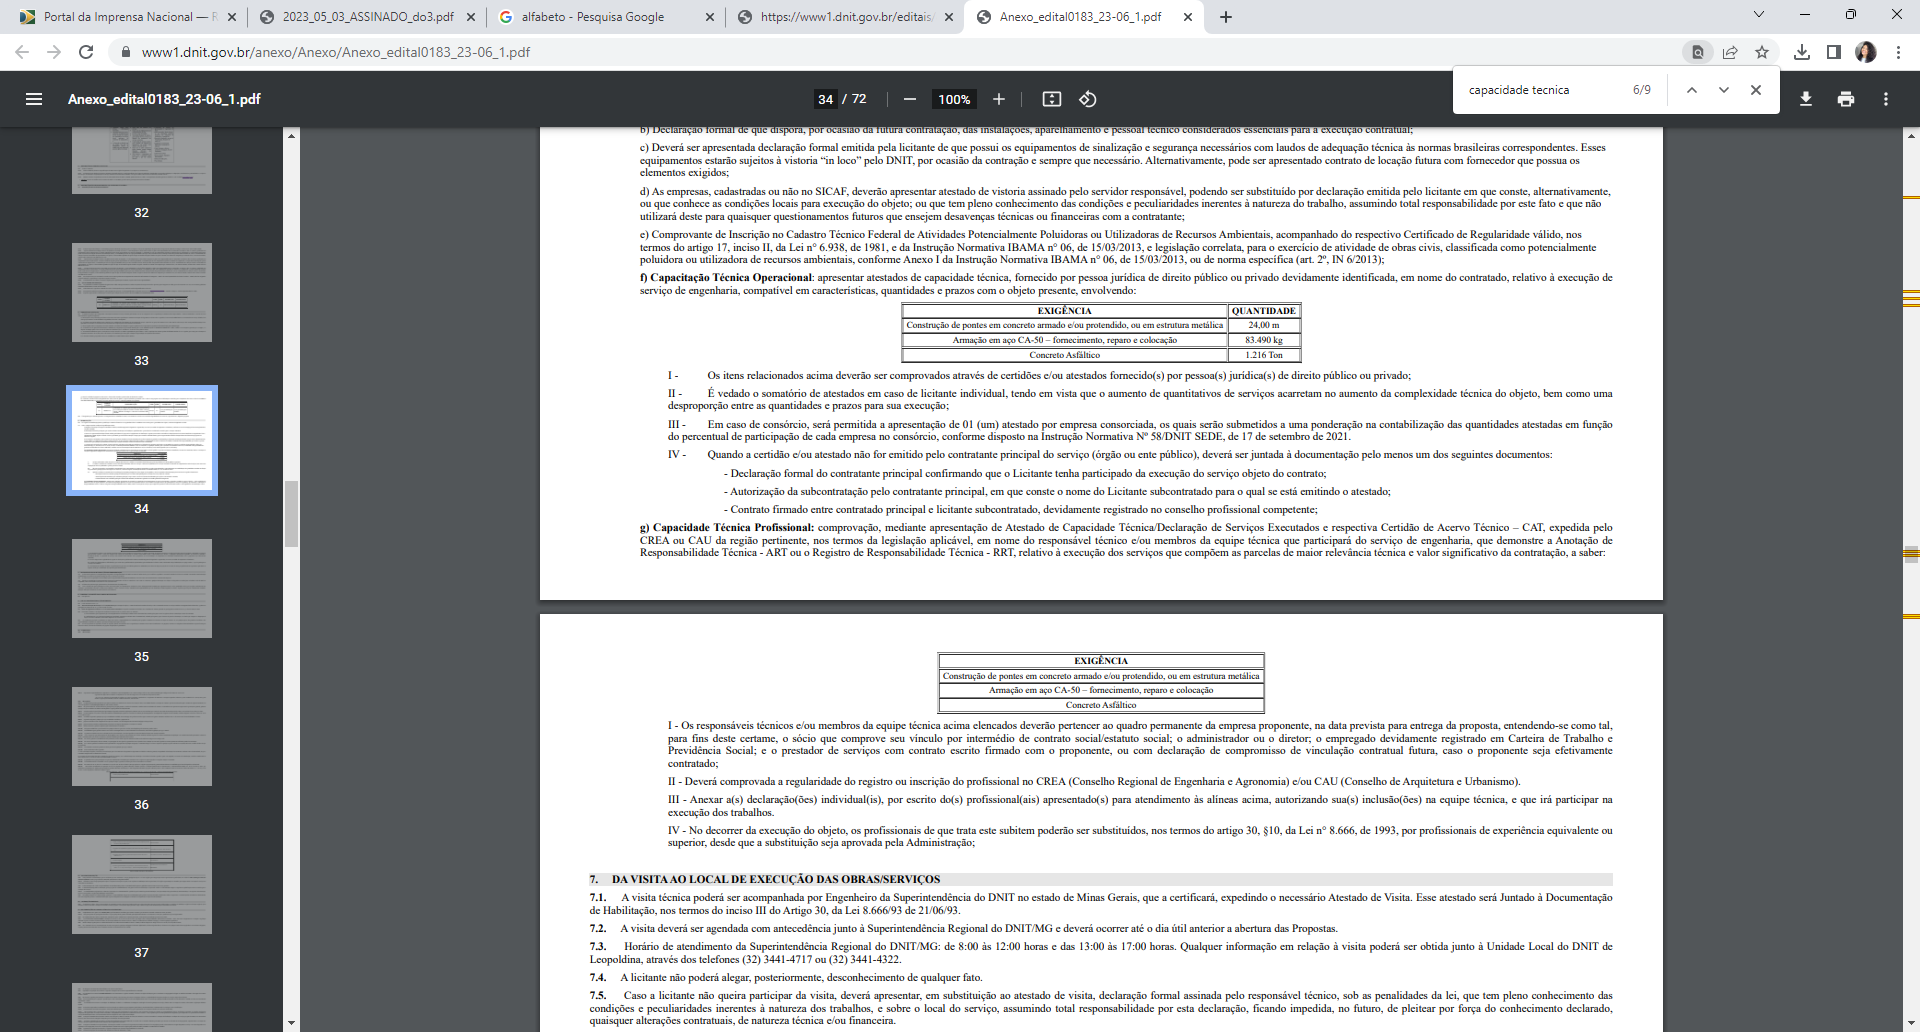 Portal da Imprensa Nacional — R
2023_05_03_ASSINADO_do3.pdf
alfabeto - Pesquisa Google
https://www1.dnit.gov.br/editais/
Anexo_edital0183_23-06_1.pdf
www1.dnit.gov.br/anexo/Anexo/Anexo_edital0183_23-06_1.pdf
Anexo_edital0183_23-06_1.pdf
34 / 72
100%
capacidade tecnica 6/9
32
33
34
35
36
37
b) Declaração formal de que disporá, por ocasião da futura contratação, das instalações, aparelhamento e pessoal técnico considerados essenciais para a execução contratual;
c) Deverá ser apresentada declaração formal emitida pela licitante de que possui os equipamentos de sinalização e segurança necessários com laudos de adequação técnica às normas brasileiras correspondentes. Esses
equipamentos estarão sujeitos à vistoria “in loco” pelo DNIT, por ocasião da contração e sempre que necessário. Alternativamente, pode ser apresentado contrato de locação futura com fornecedor que possua os
elementos exigidos;
d) As empresas, cadastradas ou não no SICAF, deverão apresentar atestado de vistoria assinado pelo servidor responsável, podendo ser substituído por declaração emitida pelo licitante em que conste, alternativamente,
ou que conhece as condições locais para execução do objeto; ou que tem pleno conhecimento das condições e peculiaridades inerentes à natureza do trabalho, assumindo total responsabilidade por este fato e que não
utilizará deste para quaisquer questionamentos futuros que ensejem desavenças técnicas ou financeiras com a contratante;
e) Comprovante de Inscrição no Cadastro Técnico Federal de Atividades Potencialmente Poluidoras ou Utilizadoras de Recursos Ambientais, acompanhado do respectivo Certificado de Regularidade válido, nos
termos do artigo 17, inciso II, da Lei n° 6.938, de 1981, e da Instrução Normativa IBAMA n° 06, de 15/03/2013, e legislação correlata, para o exercício de atividade de obras civis, classificada como potencialmente
poluidora ou utilizadora de recursos ambientais, conforme Anexo I da Instrução Normativa IBAMA n° 06, de 15/03/2013, ou de norma específica (art. 2º, IN 6/2013);
f) Capacitação Técnica Operacional: apresentar atestados de capacidade técnica, fornecido por pessoa jurídica de direito público ou privado devidamente identificada, em nome do contratado, relativo à execução de
serviço de engenharia, compatível em características, quantidades e prazos com o objeto presente, envolvendo:
EXIGÊNCIA QUANTIDADE
Construção de pontes em concreto armado e/ou protendido, ou em estrutura metálica 24,00 m
Armação em aço CA-50 – fornecimento, reparo e colocação 83.490 kg
Concreto Asfáltico 1.216 Ton
I - Os itens relacionados acima deverão ser comprovados através de certidões e/ou atestados fornecido(s) por pessoa(s) jurídica(s) de direito público ou privado;
II - É vedado o somatório de atestados em caso de licitante individual, tendo em vista que o aumento de quantitativos de serviços acarretam no aumento da complexidade técnica do objeto, bem como uma
desproporção entre as quantidades e prazos para sua execução;
III - Em caso de consórcio, será permitida a apresentação de 01 (um) atestado por empresa consorciada, os quais serão submetidos a uma ponderação na contabilização das quantidades atestadas em função
do percentual de participação de cada empresa no consórcio, conforme disposto na Instrução Normativa Nº 58/DNIT SEDE, de 17 de setembro de 2021.
IV - Quando a certidão e/ou atestado não for emitido pelo contratante principal do serviço (órgão ou ente público), deverá ser juntada à documentação pelo menos um dos seguintes documentos:
- Declaração formal do contratante principal confirmando que o Licitante tenha participado da execução do serviço objeto do contrato;
- Autorização da subcontratação pelo contratante principal, em que conste o nome do Licitante subcontratado para o qual se está emitindo o atestado;
- Contrato firmado entre contratado principal e licitante subcontratado, devidamente registrado no conselho profissional competente;
g) Capacidade Técnica Profissional: comprovação, mediante apresentação de Atestado de Capacidade Técnica/Declaração de Serviços Executados e respectiva Certidão de Acervo Técnico – CAT, expedida pelo
CREA ou CAU da região pertinente, nos termos da legislação aplicável, em nome do responsável técnico e/ou membros da equipe técnica que participará do serviço de engenharia, que demonstre a Anotação de
Responsabilidade Técnica - ART ou o Registro de Responsabilidade Técnica - RRT, relativo à execução dos serviços que compõem as parcelas de maior relevância técnica e valor significativo da contratação, a saber:
EXIGÊNCIA
Construção de pontes em concreto armado e/ou protendido, ou em estrutura metálica
Armação em aço CA-50 – fornecimento, reparo e colocação
Concreto Asfáltico
I - Os responsáveis técnicos e/ou membros da equipe técnica acima elencados deverão pertencer ao quadro permanente da empresa proponente, na data prevista para entrega da proposta, entendendo-se como tal,
para fins deste certame, o sócio que comprove seu vínculo por intermédio de contrato social/estatuto social; o administrador ou o diretor; o empregado devidamente registrado em Carteira de Trabalho e
Previdência Social; e o prestador de serviços com contrato escrito firmado com o proponente, ou com declaração de compromisso de vinculação contratual futura, caso o proponente seja efetivamente
contratado;
II - Deverá comprovada a regularidade do registro ou inscrição do profissional no CREA (Conselho Regional de Engenharia e Agronomia) e/ou CAU (Conselho de Arquitetura e Urbanismo).
III - Anexar a(s) declaração(ões) individual(is), por escrito do(s) profissional(ais) apresentado(s) para atendimento às alíneas acima, autorizando sua(s) inclusão(ões) na equipe técnica, e que irá participar na
execução dos trabalhos.
IV - No decorrer da execução do objeto, os profissionais de que trata este subitem poderão ser substituídos, nos termos do artigo 30, §10, da Lei n° 8.666, de 1993, por profissionais de experiência equivalente ou
superior, desde que a substituição seja aprovada pela Administração;
7. DA VISITA AO LOCAL DE EXECUÇÃO DAS OBRAS/SERVIÇOS
7.1. A visita técnica poderá ser acompanhada por Engenheiro da Superintendência do DNIT no estado de Minas Gerais, que a certificará, expedindo o necessário Atestado de Visita. Esse atestado será Juntado à Documentação
de Habilitação, nos termos do inciso III do Artigo 30, da Lei 8.666/93 de 21/06/93.
7.2. A visita deverá ser agendada com antecedência junto à Superintendência Regional do DNIT/MG e deverá ocorrer até o dia útil anterior a abertura das Propostas.
7.3. Horário de atendimento da Superintendência Regional do DNIT/MG: de 8:00 às 12:00 horas e das 13:00 às 17:00 horas. Qualquer informação em relação à visita poderá ser obtida junto à Unidade Local do DNIT de
Leopoldina, através dos telefones (32) 3441-4717 ou (32) 3441-4322.
7.4. A licitante não poderá alegar, posteriormente, desconhecimento de qualquer fato.
7.5. Caso a licitante não queira participar da visita, deverá apresentar, em substituição ao atestado de visita, declaração formal assinada pelo responsável técnico, sob as penalidades da lei, que tem pleno conhecimento das
condições e peculiaridades inerentes à natureza dos trabalhos, e sobre o local do serviço, assumindo total responsabilidade por esta declaração, ficando impedida, no futuro, de pleitear por força do conhecimento declarado,
quaisquer alterações contratuais, de natureza técnica e/ou financeira.